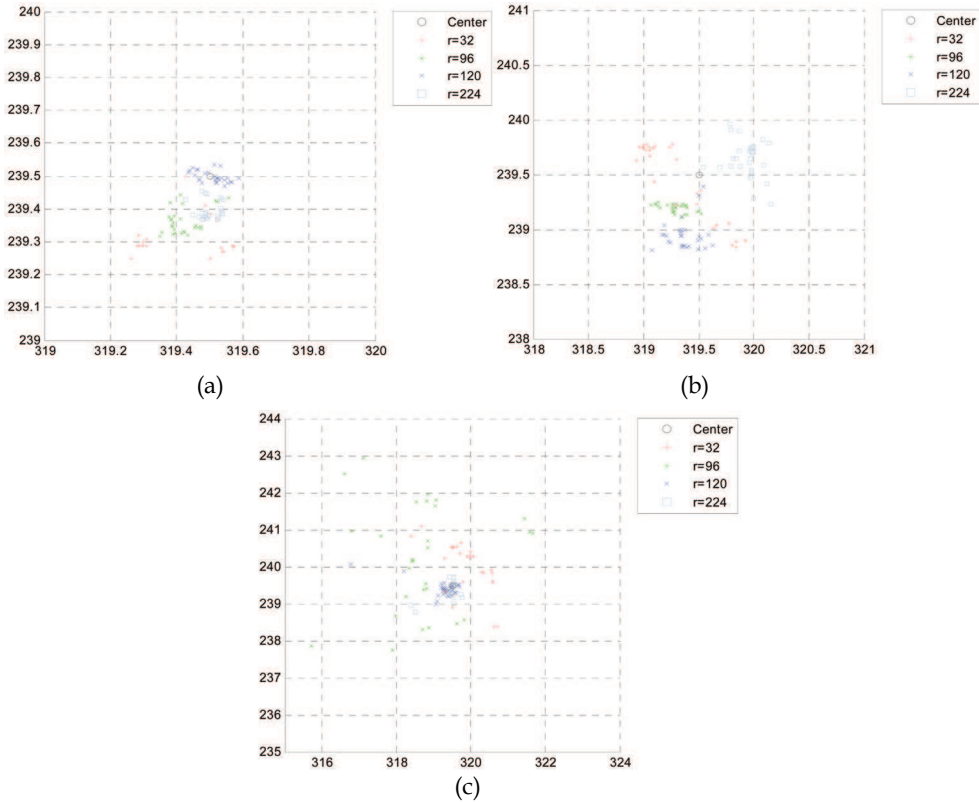 240
239.9
239.8
239.7
239.6
239.5
239.4
239.3
239.2
239.1
239
319 319.2 319.4 319.6 319.8 320
Center
r=32
r=96
r=120
r=224
(a)
241
240.5
240
239.5
239
238.5
238
318 318.5 319 319.5 320 320.5 321
Center
r=32
r=96
r=120
r=224
(b)
244
243
242
241
240
239
238
237
236
235
316 318 320 322 324
Center
r=32
r=96
r=120
r=224
(c)